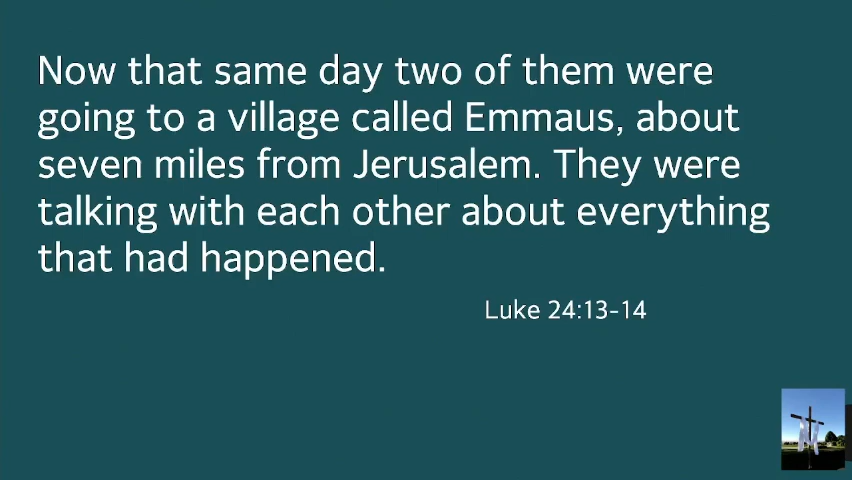 Now that same day two of them were
going to a village called Emmaus, about
seven miles from Jerusalem. They were
talking with each other about everything
that had happened.
Luke 24:13-14